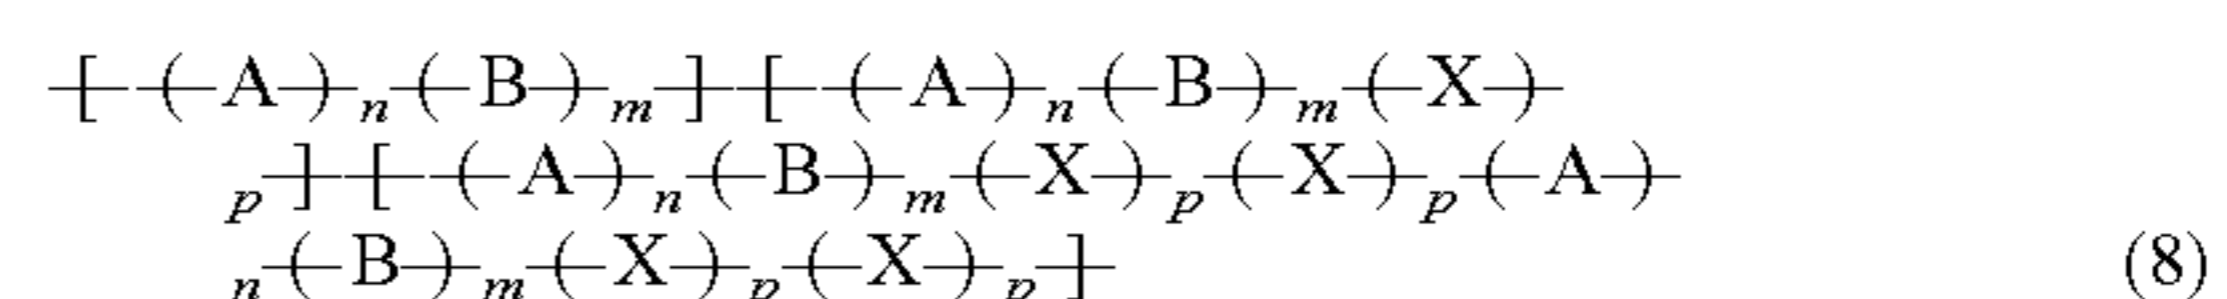 —[—(—A—)—n—(—B—)—m—]—[—(—A—)—n—(—B—)—m—(—X—)—
p—]—[—(—A—)—n—(—B—)—m—(—X—)—p—(—X—)—p—(—A—)—
n—(—B—)—m—(—X—)—p—(—X—)—p—]— (8)